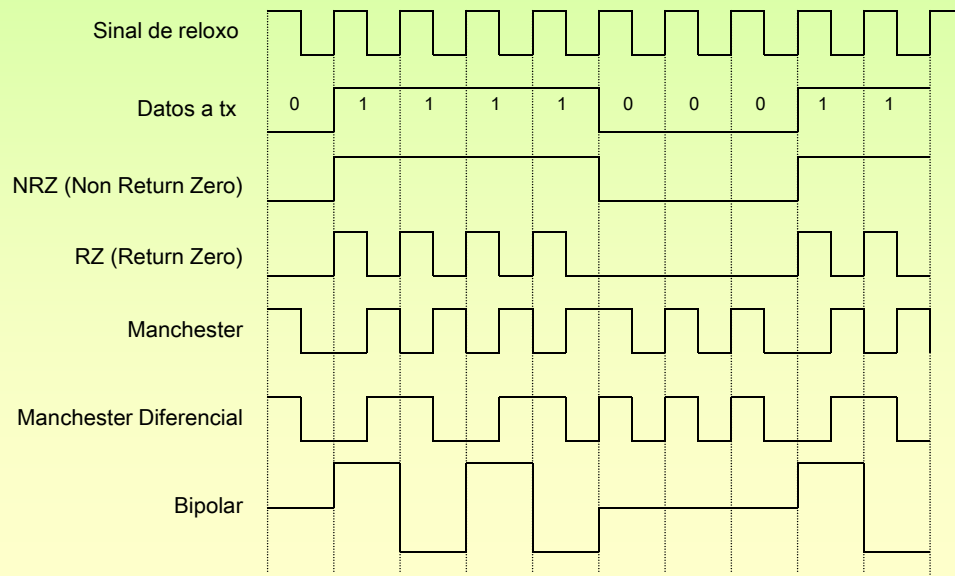 Sinal de reloxo
Datos a tx
0 1 1 1 1 0 0 0 1 1
NRZ (Non Return Zero)
RZ (Return Zero)
Manchester
Manchester Diferencial
Bipolar